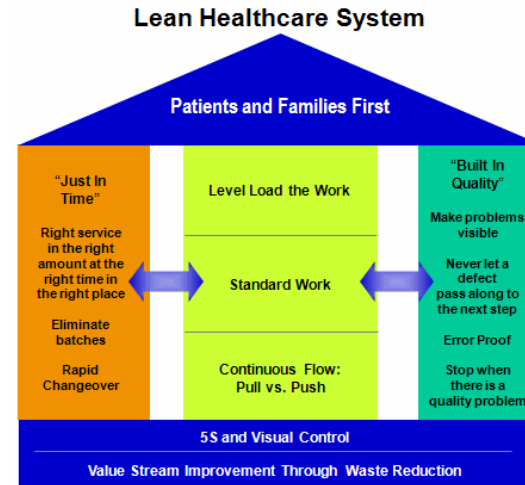 Lean Healthcare System
Patients and Families First
“Just In
Time”
Right service
in the right
amount at the
right time in
the right place
Eliminate
batches
Rapid
Changeover
Level Load the Work
Standard Work
Continuous Flow:
Pull vs. Push
“Built In
Quality”
Make problems
visible
Never let a
defect
pass along to
the next step
Error Proof
Stop when
there is a
quality problem
5S and Visual Control
Value Stream Improvement Through Waste Reduction